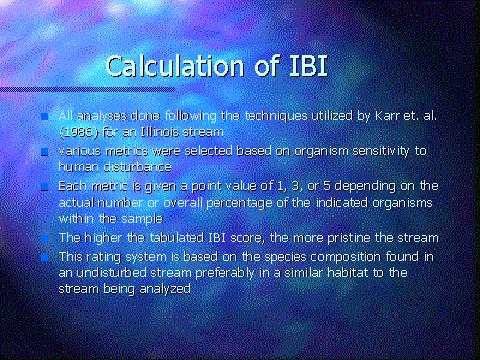 Calculation of IBI
All analyses done following the techniques utilized by Karr et. al.
(1986) for an Illinois stream
various metrics were selected based on organism sensitivity to
human disturbance
Each metric is given a point value of 1, 3, or 5 depending on the
actual number or overall percentage of the indicated organisms
within the sample
The higher the tabulated IBI score, the more pristine the stream
This rating system is based on the species composition found in
an undisturbed stream preferably in a similar habitat to the
stream being analyzed